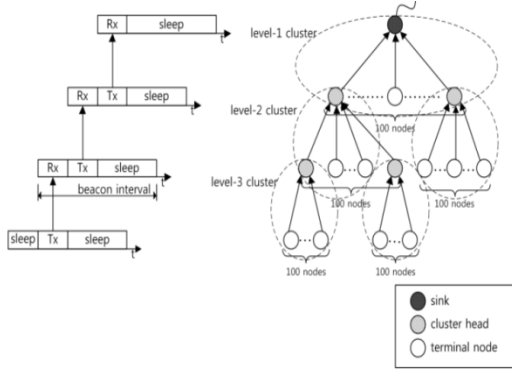 Rx sleep
t
level-1 cluster
Rx Tx sleep
t
level-2 cluster
100 nodes
Rx Tx sleep
t
beacon interval
level-3 cluster
100 nodes
100 nodes
sleep Tx sleep
t
100 nodes
100 nodes
sink
cluster head
terminal node